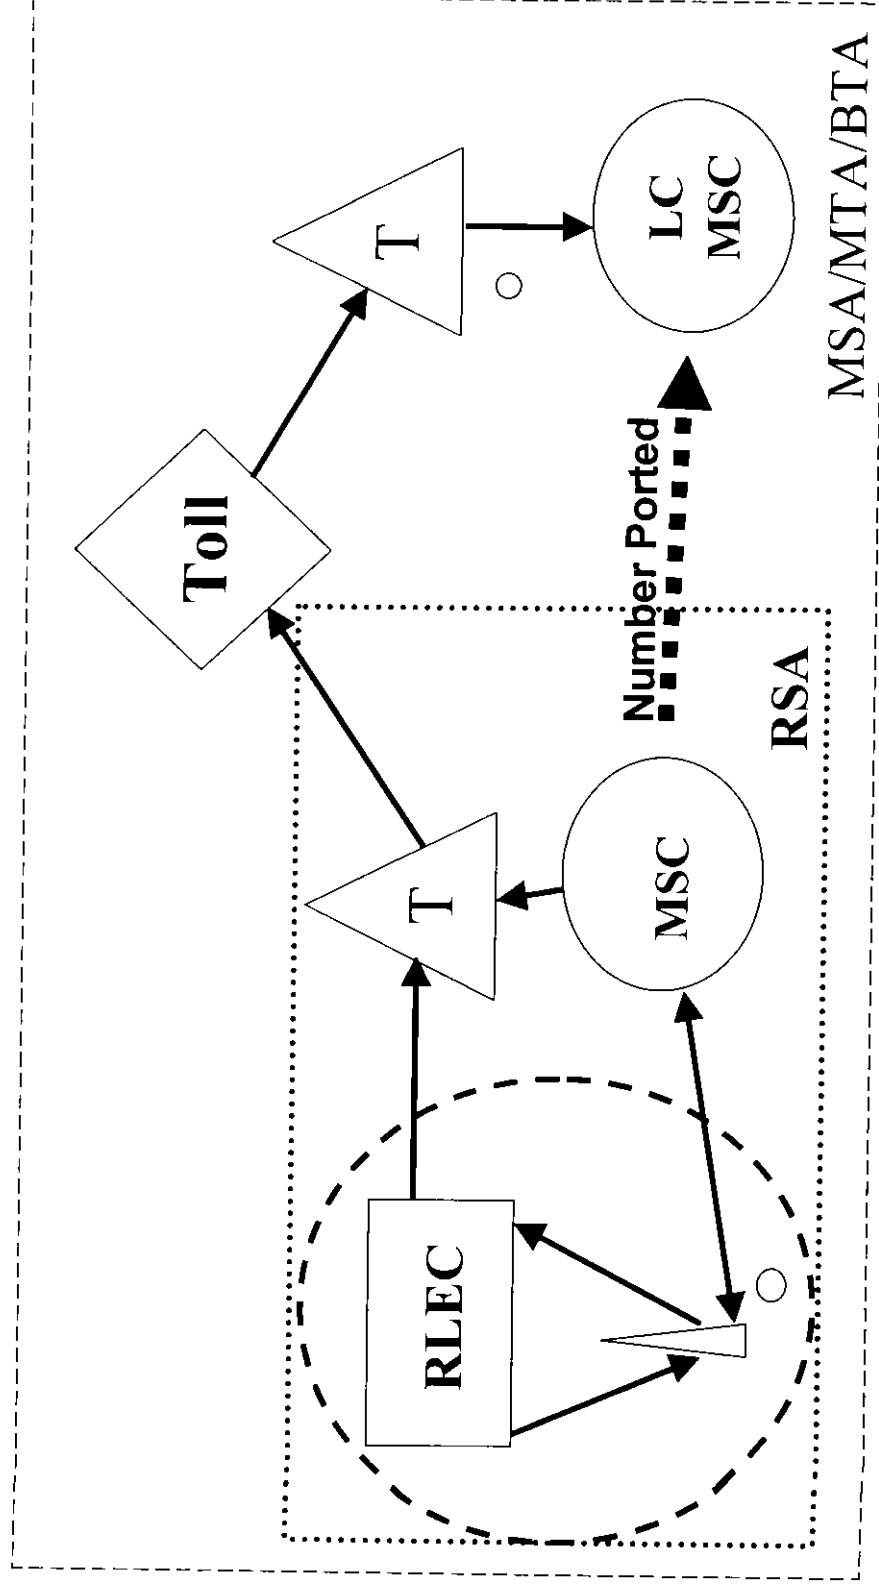 Toll
T
T
RLEC
Number Ported
LC
MSC
MSC
RSA
MSA/MTA/BTA